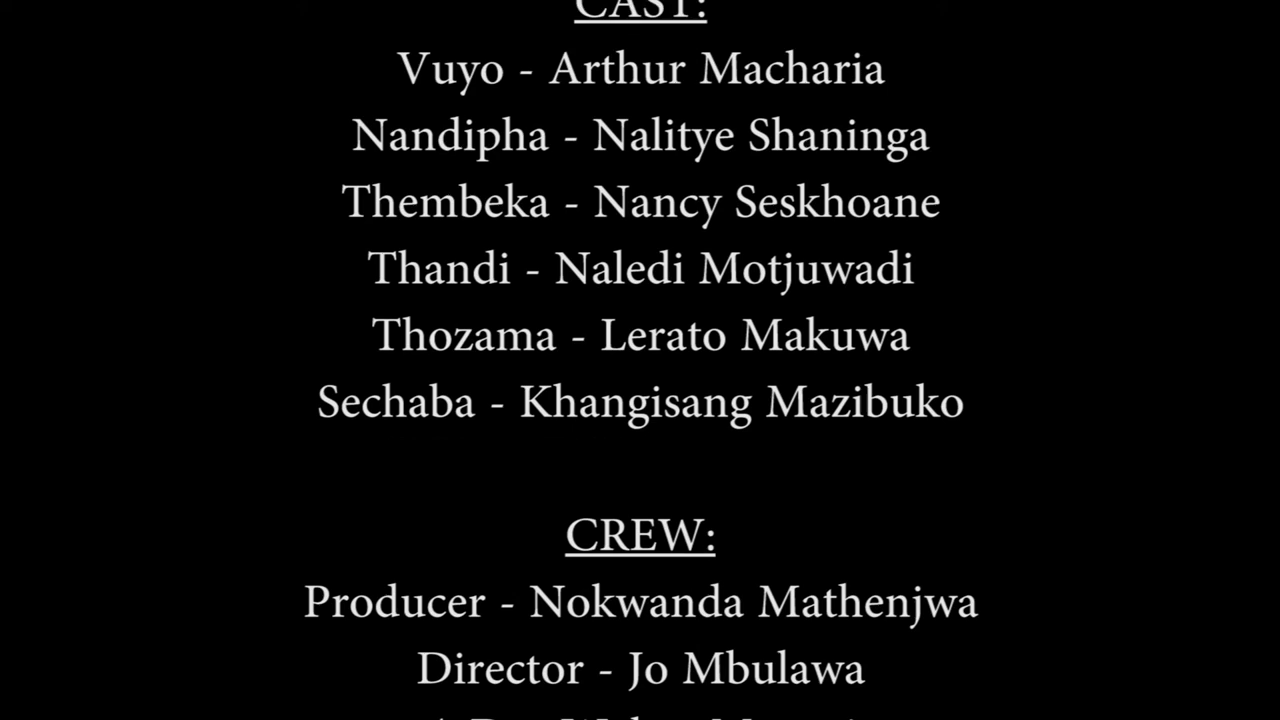 CAST:
Vuyo - Arthur Macharia
Nandipha - Nalitye Shaninga
Thembeka - Nancy Seskhoane
Thandi - Naledi Motjuwadi
Thozama - Lerato Makuwa
Sechaba - Khangisang Mazibuko
CREW:
Producer - Nokwanda Mathenjwa
Director - Jo Mbulawa